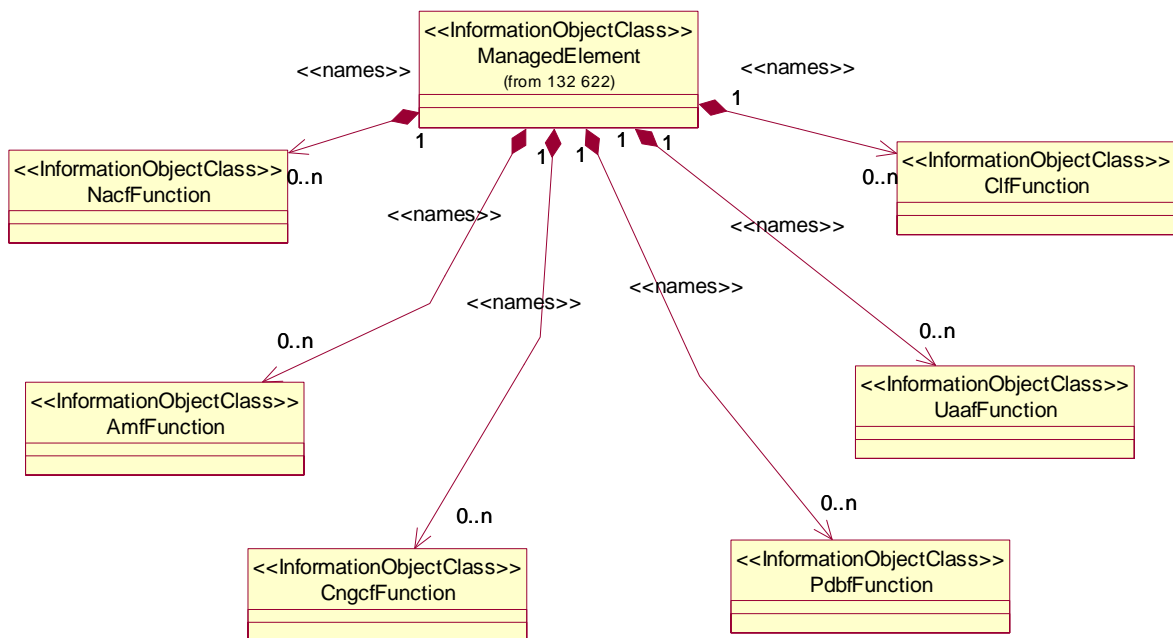 <<InformationObjectClass>>
ManagedElement
(from 132 622)
<<names>>
<<names>>
1
1
1
1
1
1
<<InformationObjectClass>>
NacfFunction
0..n
<<InformationObjectClass>>
ClfFunction
0..n
<<names>>
<<names>>
<<names>>
<<names>>
0..n
<<InformationObjectClass>>
AmfFunction
0..n
<<InformationObjectClass>>
UaafFunction
0..n
<<InformationObjectClass>>
CngcfFunction
0..n
<<InformationObjectClass>>
PdbfFunction